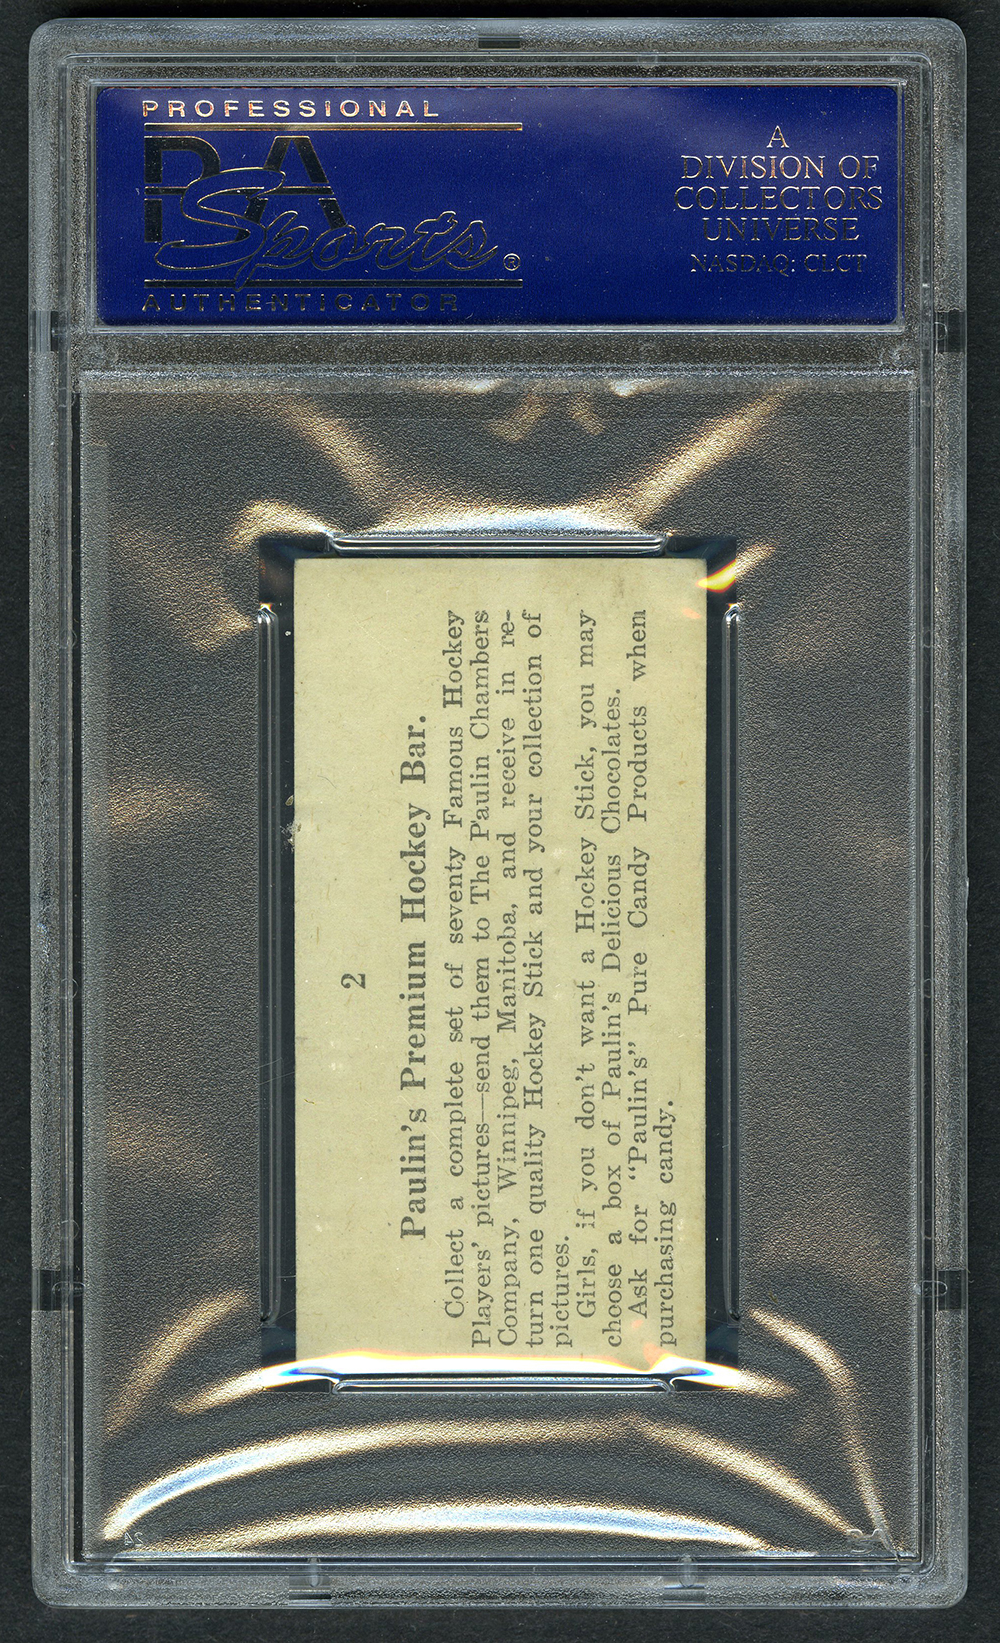 PROFESSIONAL
PSA
Sports®
AUTHENTICATOR
A
DIVISION OF
COLLECTORS
UNIVERSE
NASDAQ: CLCT
2
Paulin's Premium Hockey Bar.
Collect a complete set of seventy Famous Hockey
Players' pictures—send them to The Paulin Chambers
Company, Winnipeg, Manitoba, and receive in re-
turn one quality Hockey Stick and your collection of
pictures.
Girls, if you don't want a Hockey Stick, you may
choose a box of Paulin's Delicious Chocolates.
Ask for "Paulin's" Pure Candy Products when
purchasing candy.